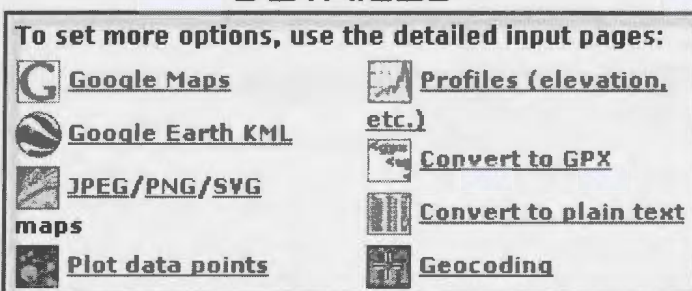 To set more options, use the detailed input pages:
Google Maps
Google Earth KML
JPEG/PNG/SVG
maps
Plot data points
Profiles (elevation,
etc.)
Convert to GPX
Convert to plain text
Geocoding